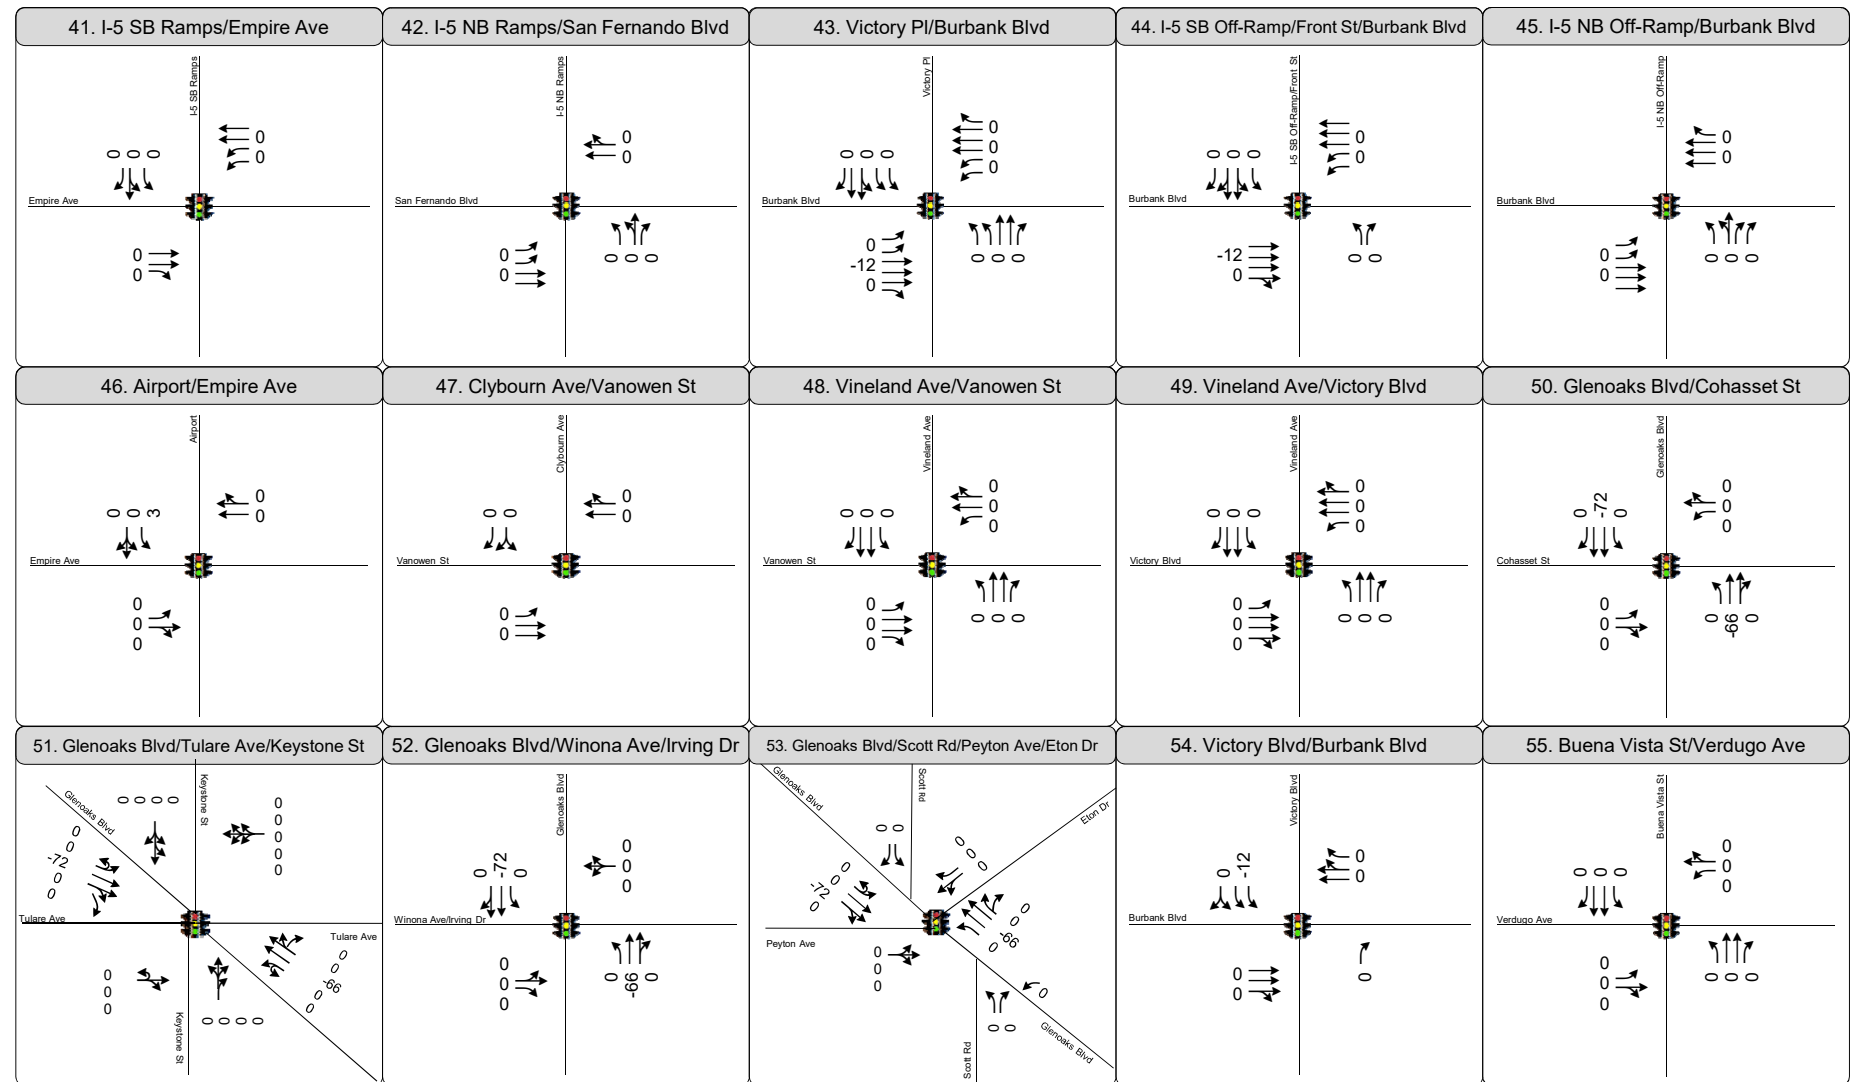 41. I-5 SB Ramps/Empire Ave
I-5 SB Ramps
0
0
0 0 0
Empire Ave
0
0
42. I-5 NB Ramps/San Fernando Blvd
I-5 NB Ramps
0
0
San Fernando Blvd
0
0
0 0 0
43. Victory Pl/Burbank Blvd
Victory Pl
0
0
0
0 0 0
Burbank Blvd
0
-12
0
0 0 0
44. I-5 SB Off-Ramp/Front St/Burbank Blvd
I-5 SB Off-Ramp/Front St
0
0
0 0 0
Burbank Blvd
-12
0
0 0
45. I-5 NB Off-Ramp/Burbank Blvd
I-5 NB Off-Ramp
0
0
Burbank Blvd
0
0
0 0 0
46. Airport/Empire Ave
Airport
0
0
0 0 3
Empire Ave
0
0
0
47. Clybourn Ave/Vanowen St
Clybourn Ave
0
0
0 0
Vanowen St
0
0
48. Vineland Ave/Vanowen St
Vineland Ave
0
0
0
0 0 0
Vanowen St
0
0
0
0 0 0
49. Vineland Ave/Victory Blvd
Vineland Ave
0
0
0
0 0 0
Victory Blvd
0
0
0
0 0 0
50. Glenoaks Blvd/Cohasset St
Glenoaks Blvd
0
0
0
0 -72 0
Cohasset St
0
0
0
0 -66 0
51. Glenoaks Blvd/Tulare Ave/Keystone St
Keystone St
Glenoaks Blvd
0 0 0 0
0
0
0
0
0
0
0
-72
0
0
Tulare Ave
Tulare Ave
0
0
0
0
0
-66
0
0
0 0 0 0
Keystone St
52. Glenoaks Blvd/Winona Ave/Irving Dr
Glenoaks Blvd
0
0
0
0 -72 0
Winona Ave/Irving Dr
0
0
0
0 -66 0
53. Glenoaks Blvd/Scott Rd/Peyton Ave/Eton Dr
Glenoaks Blvd
Scott Rd
Eton Dr
0 0
0 0 0
0
0
-72
0
0
0
-66
0
Peyton Ave
0
0
0
0
0 0
Glenoaks Blvd
Scott Rd
54. Victory Blvd/Burbank Blvd
Victory Blvd
0
0
0 -12
Burbank Blvd
0
0
0
55. Buena Vista St/Verdugo Ave
Buena Vista St
0
0
0
0 0 0
Verdugo Ave
0
0
0
0 0 0